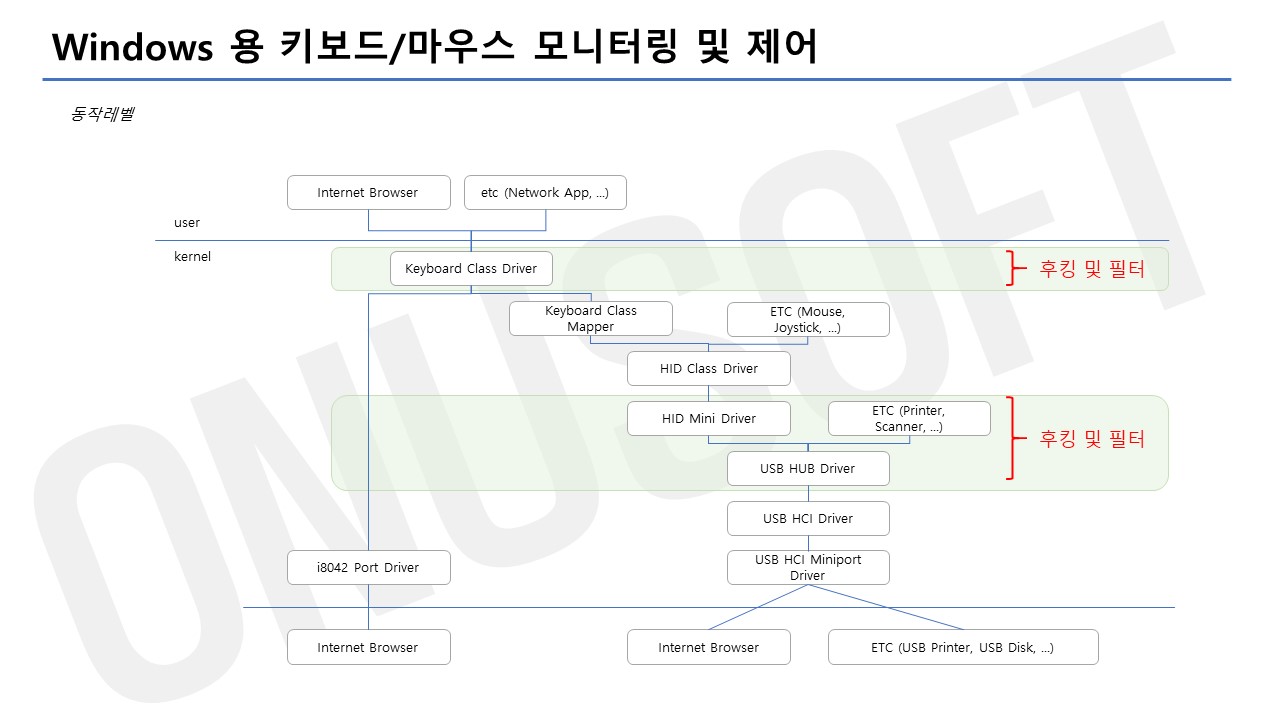 Windows 용 키보드/마우스 모니터링 및 제어
동작레벨
Internet Browser
etc (Network App, ...)
user
kernel
Keyboard Class Driver
후킹 및 필터
Keyboard Class
Mapper
ETC (Mouse,
Joystick, ...)
HID Class Driver
HID Mini Driver
ETC (Printer,
Scanner, ...)
후킹 및 필터
USB HUB Driver
USB HCI Driver
i8042 Port Driver
USB HCI Miniport
Driver
Internet Browser
Internet Browser
ETC (USB Printer, USB Disk, ...)
ONUSOFT